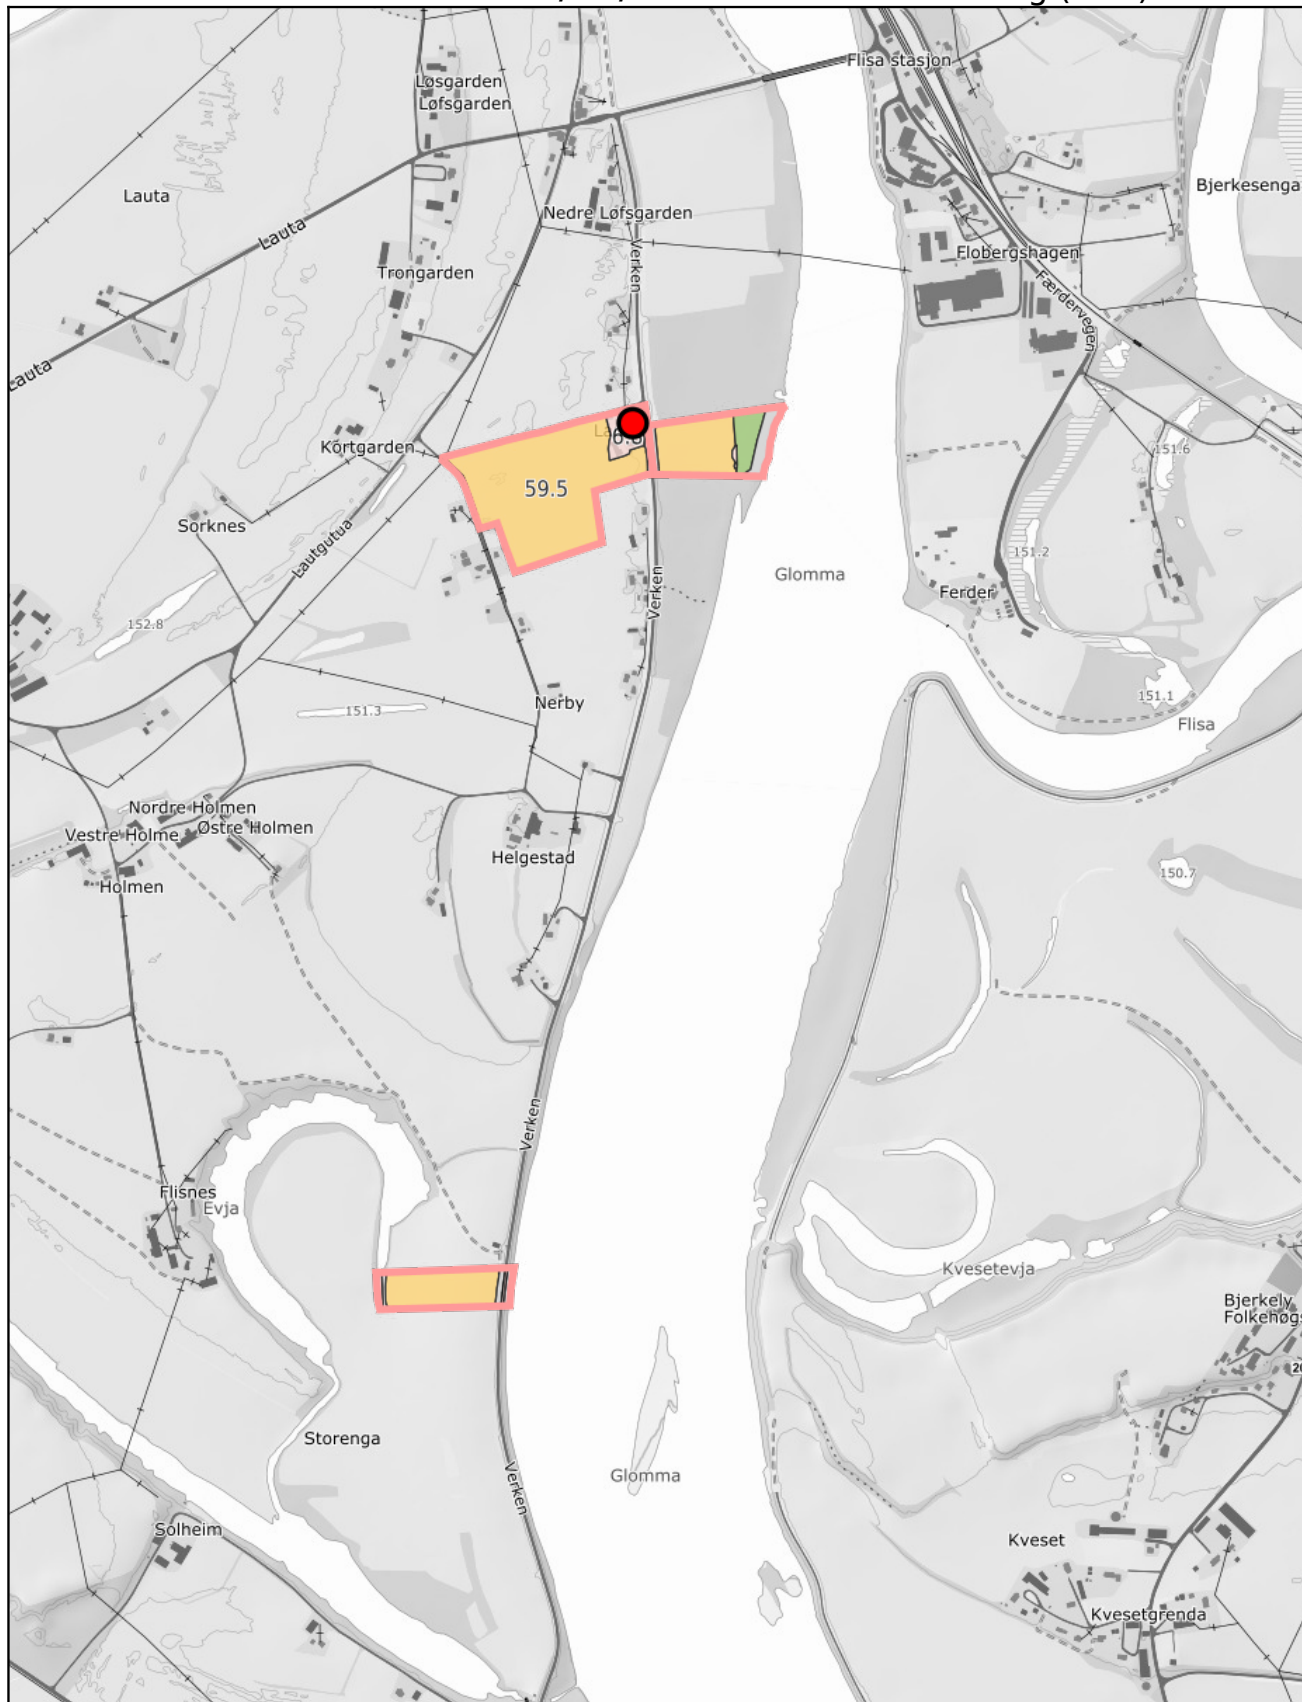 Flisa stasjon
Løsgarden
Løfsgarden
Lauta
Bjerkesenga
Nedre Løfsgarden
Lauta
Verken
Flobergshagen
Trongarden
Færdervegen
Lauta
Kortgarden
151.6
59.5
Sorknes
Lautgutua
151.2
Glomma
Verken
Ferder
152.8
151.1
Nerby
151.3
Flisa
Nordre Holmen
Østre Holmen
Vestre Holme
Helgestad
150.7
Holmen
Verken
Flisnes
Evja
Kvesetevja
Bjerkely
Folkehøgs
20
Storenga
Glomma
Verken
Solheim
Kveset
Kvesetgrenda